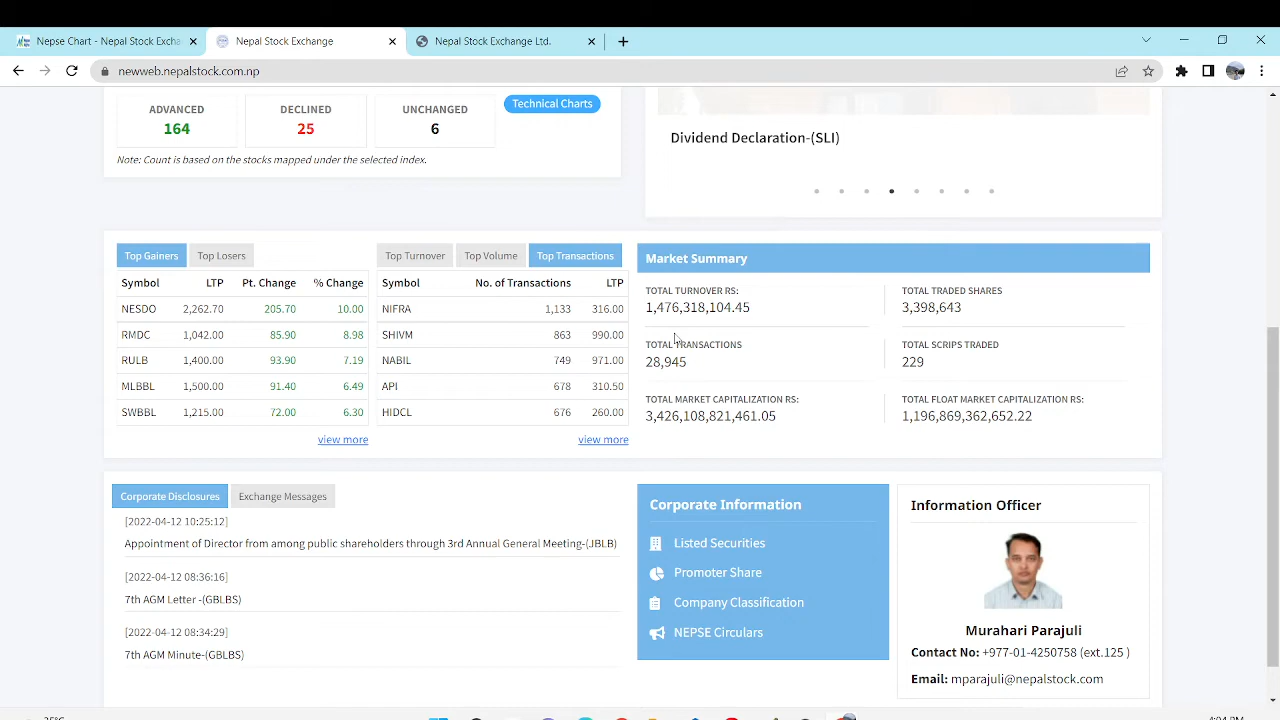 Nepse Chart - Nepal Stock Excha
Nepal Stock Exchange
Nepal Stock Exchange Ltd.
newweb.nepalstock.com.np
ADVANCED
164
DECLINED
25
UNCHANGED
6
Technical Charts
Note: Count is based on the stocks mapped under the selected index.
Dividend Declaration-(SLI)
Top Gainers Top Losers
Symbol LTP Pt. Change % Change
NESDO 2,262.70 205.70 10.00
RMDC 1,042.00 85.90 8.98
RULB 1,400.00 93.90 7.19
MLBBL 1,500.00 91.40 6.49
SWBBL 1,215.00 72.00 6.30
view more
Top Turnover Top Volume Top Transactions
Symbol No. of Transactions LTP
NIFRA 1,133 316.00
SHIVM 863 990.00
NABIL 749 971.00
API 678 310.50
HIDCL 676 260.00
view more
Market Summary
TOTAL TURNOVER RS:
1,476,318,104.45
TOTAL TRADED SHARES
3,398,643
TOTAL TRANSACTIONS
28,945
TOTAL SCRIPS TRADED
229
TOTAL MARKET CAPITALIZATION RS:
3,426,108,821,461.05
TOTAL FLOAT MARKET CAPITALIZATION RS:
1,196,869,362,652.22
Corporate Disclosures Exchange Messages
[2022-04-12 10:25:12]
Appointment of Director from among public shareholders through 3rd Annual General Meeting-(JBLB)
[2022-04-12 08:36:16]
7th AGM Letter -(GBLBS)
[2022-04-12 08:34:29]
7th AGM Minute-(GBLBS)
Corporate Information
Listed Securities
Promoter Share
Company Classification
NEPSE Circulars
Information Officer
Murahari Parajuli
Contact No: +977-01-4250758 (ext.125 )
Email: mparajuli@nepalstock.com